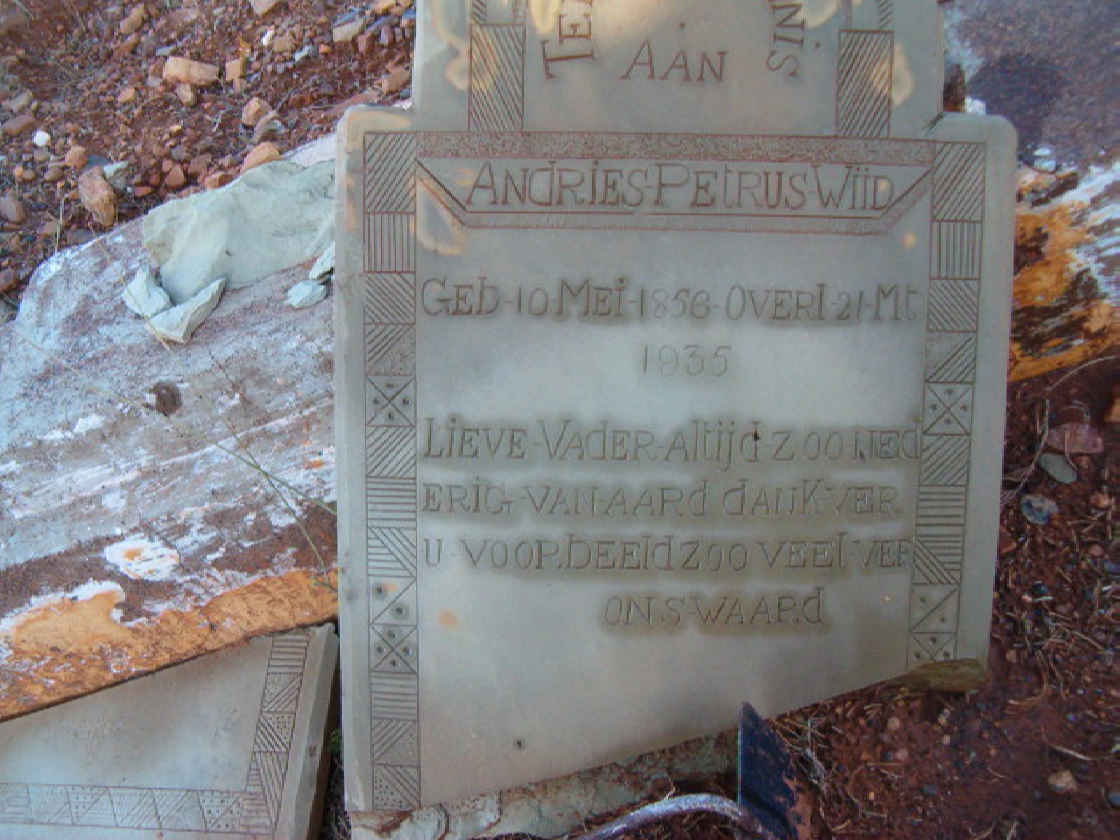 AAN
ANdRIES-PETRUS-WIID
GEb-10-MEI-1856-OVERL-21-MT
1935
LIEVE-VAdER-AltIJd ZOO NEd
ERIG-VAN-AARd dANK-VER
U-VOORbEELd ZOO VEEL-VER
ONS-WAARd